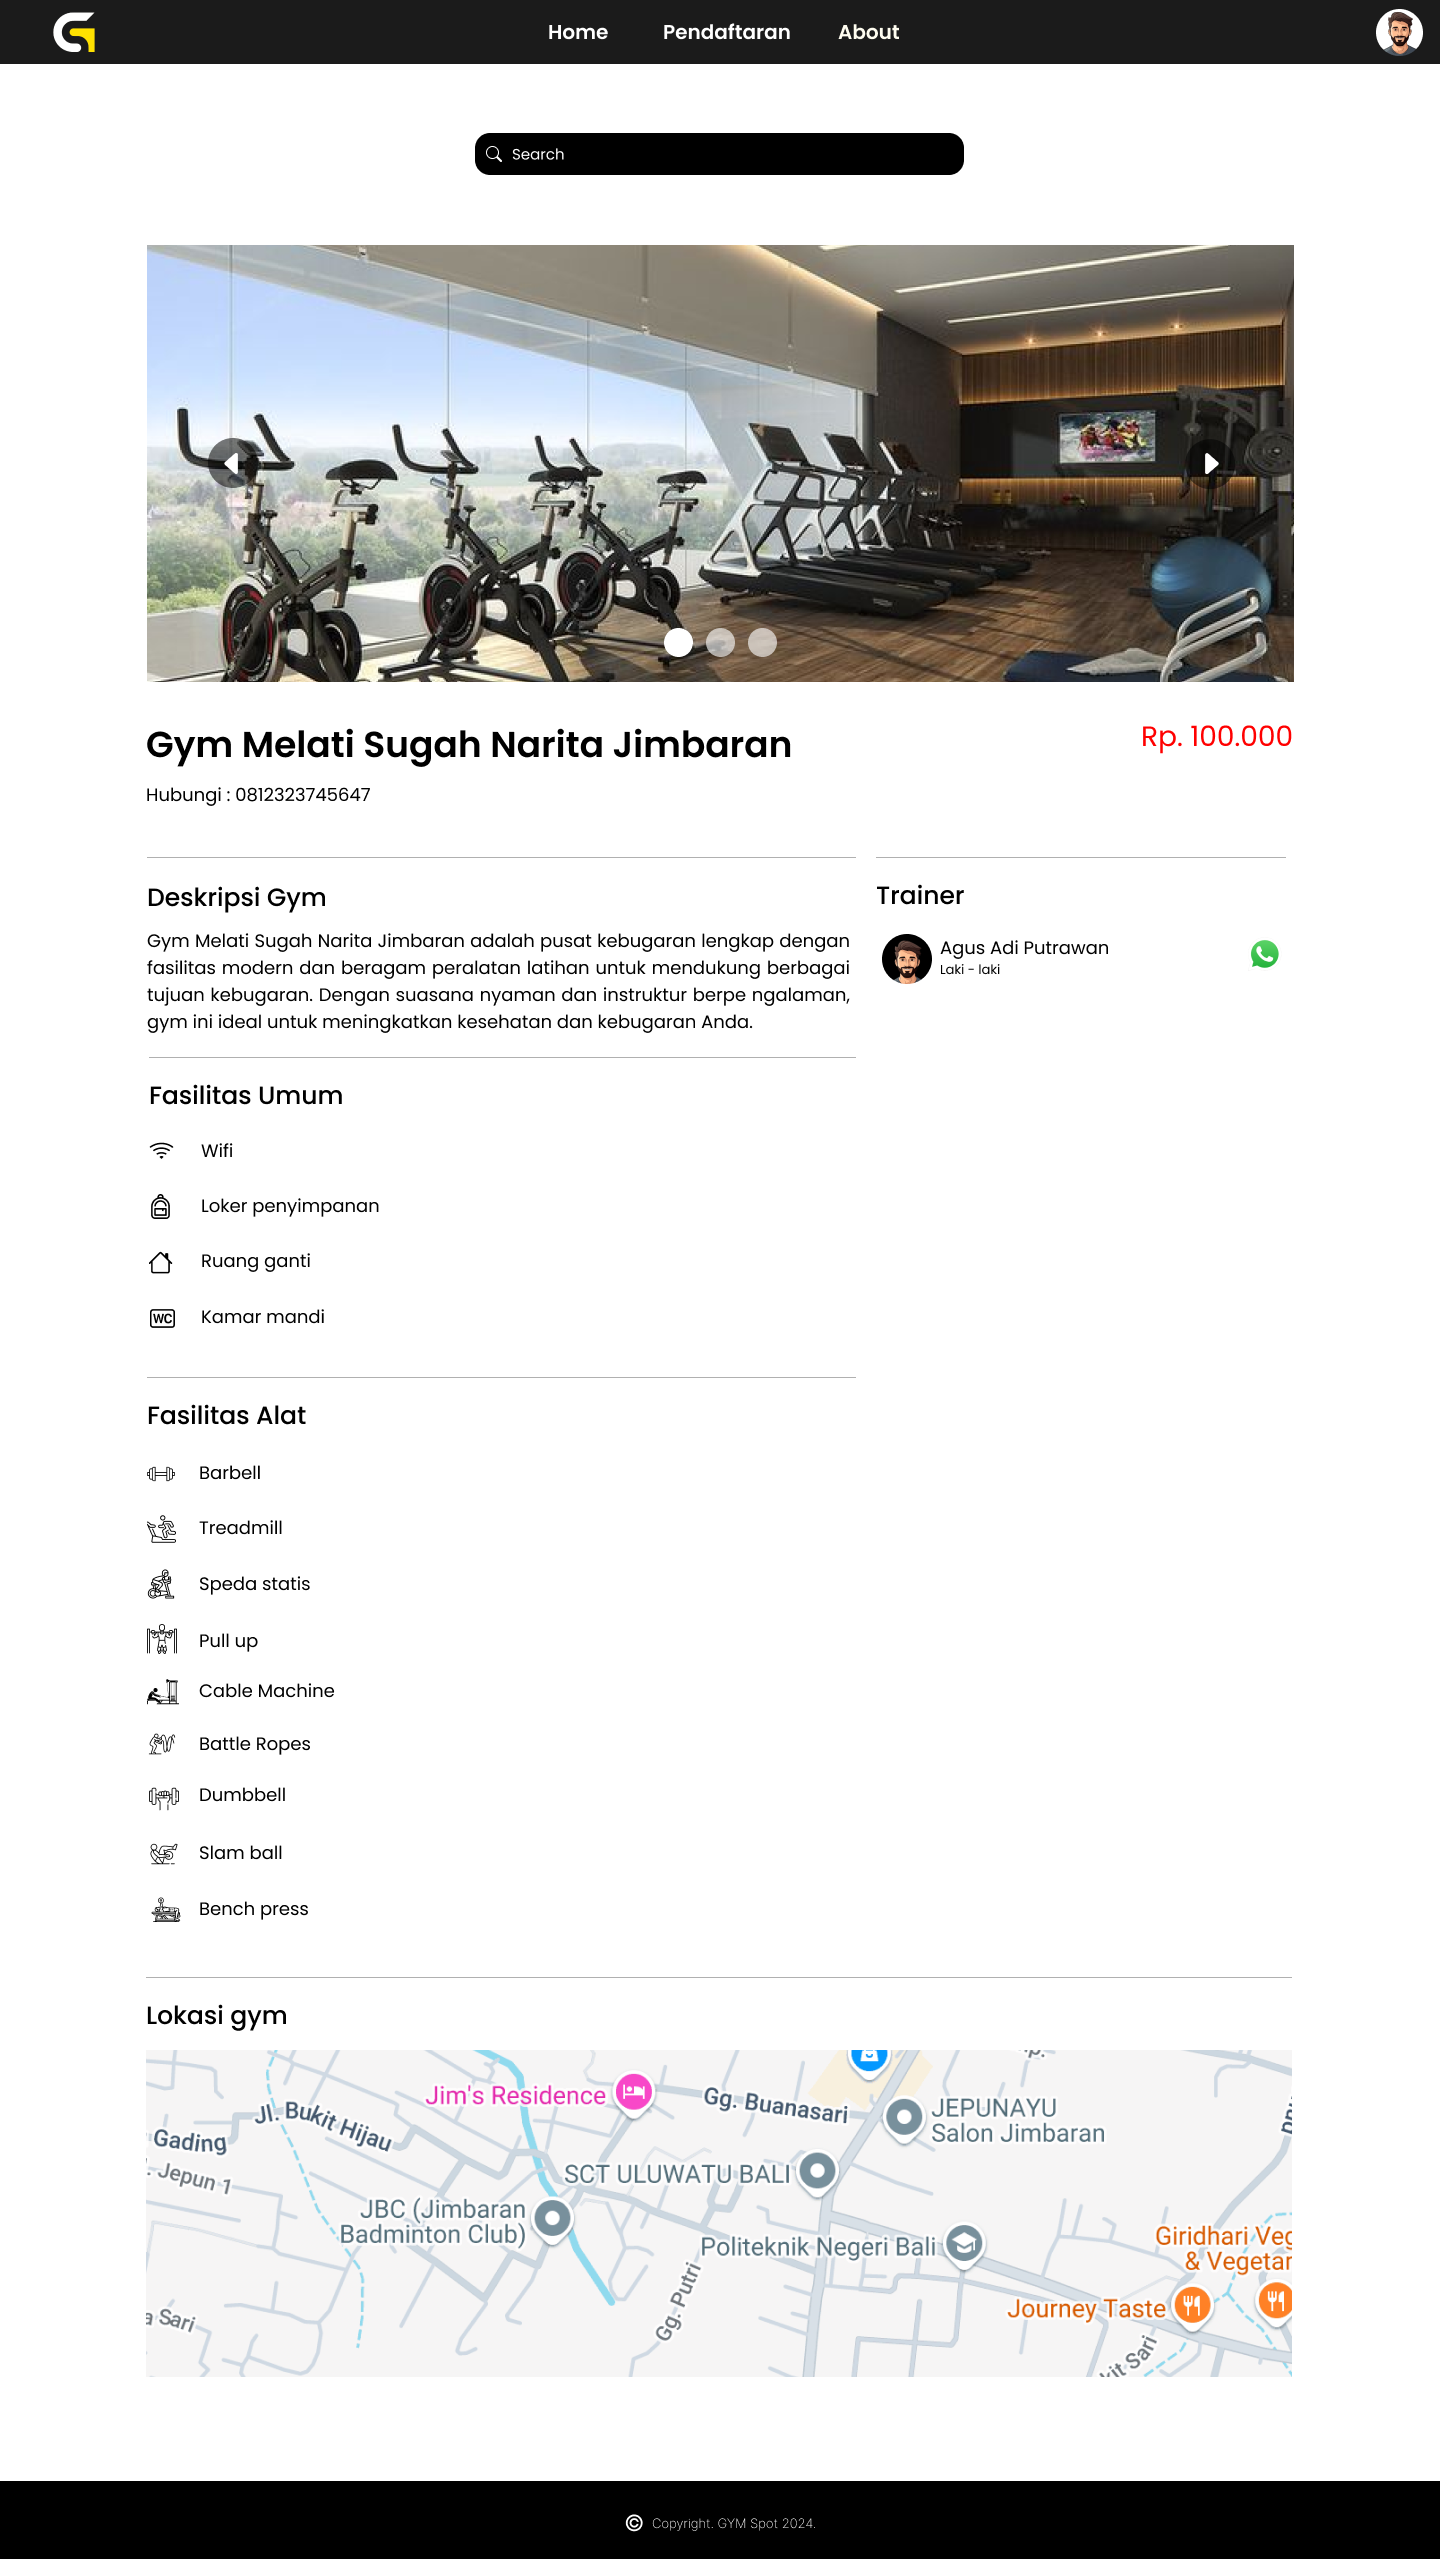 Home Pendaftaran About
Search
Gym Melati Sugah Narita Jimbaran
Rp. 100.000
Hubungi : 0812323745647
Deskripsi Gym
Gym Melati Sugah Narita Jimbaran adalah pusat kebugaran lengkap dengan
fasilitas modern dan beragam peralatan latihan untuk mendukung berbagai
tujuan kebugaran. Dengan suasana nyaman dan instruktur berpe ngalaman,
gym ini ideal untuk meningkatkan kesehatan dan kebugaran Anda.
Trainer
Agus Adi Putrawan
Laki - laki
Fasilitas Umum
Wifi
Loker penyimpanan
Ruang ganti
WC Kamar mandi
Fasilitas Alat
Barbell
Treadmill
Speda statis
Pull up
Cable Machine
Battle Ropes
Dumbbell
Slam ball
Bench press
Lokasi gym
Jim's Residence
Gg. Buanasari
JEPUNAYU
Salon Jimbaran
Jl. Bukit Hijau
Gading
. Jepun 1
SCT ULUWATU BALI
JBC (Jimbaran
Badminton Club)
Politeknik Negeri Bali
Giridhari Veg
& Vegetar
Gg. Putri
Journey Taste
a Sari
kit Sari
© Copyright. GYM Spot 2024.